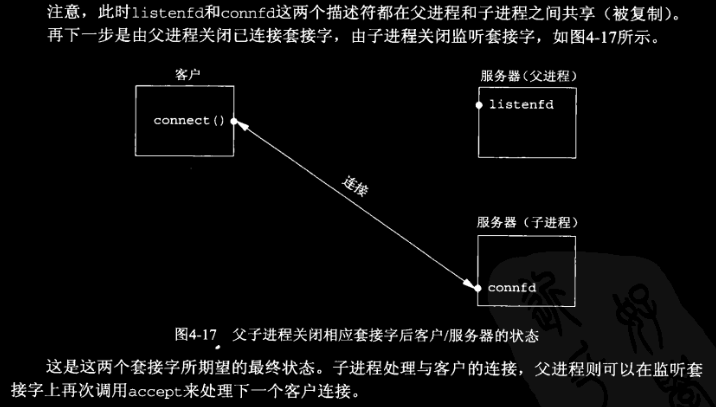 注意，此时listenfd和connfd这两个描述符都在父进程和子进程之间共享（被复制）。
再下一步是由父进程关闭已连接套接字，由子进程关闭监听套接字，如图4-17所示。
客户
服务器（父进程）
connect()
listenfd
连接
服务器（子进程）
connfd
图4-17 父子进程关闭相应套接字后客户/服务器的状态
这是这两个套接字所期望的最终状态。子进程处理与客户的连接，父进程则可以在监听套
接字上再次调用accept来处理下一个客户连接。